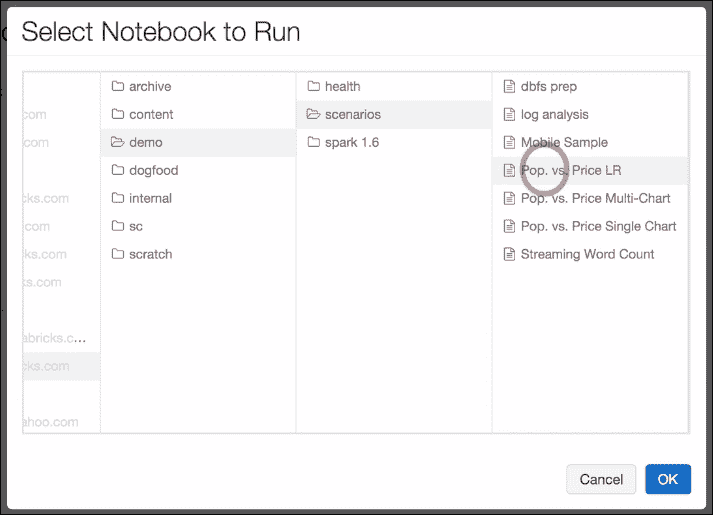 Select Notebook to Run
.com
om
cks.com
s.com
cks.com
ks.com
abricks.c...
cks.com
ahoo.com
archive
content
demo
dogfood
internal
sc
scratch
health
scenarios
spark 1.6
dbfs prep
log analysis
Mobile Sample
Pop. vs. Price LR
Pop. vs. Price Multi-Chart
Pop. vs. Price Single Chart
Streaming Word Count
Cancel
OK